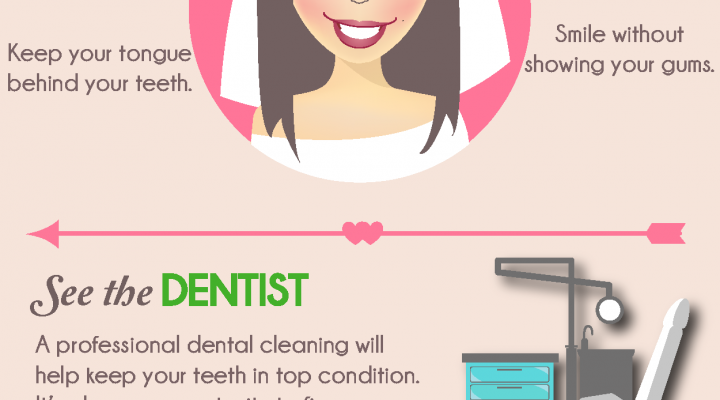 Keep your tongue
behind your teeth.
Smile without
showing your gums.
See the DENTIST
A professional dental cleaning will
help keep your teeth in top condition.